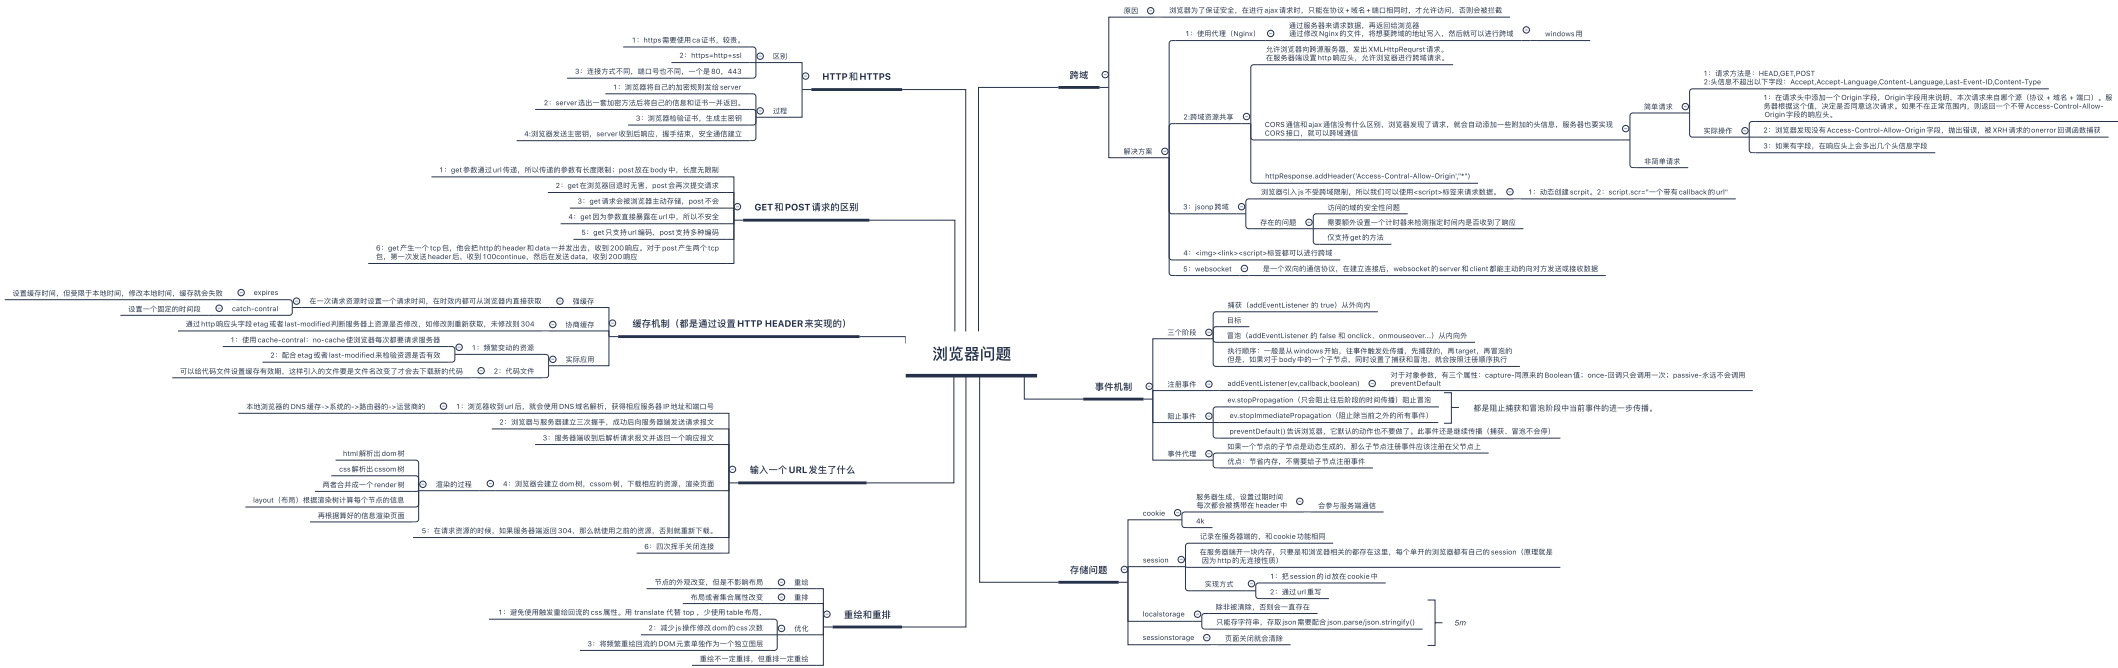 浏览器问题
HTTP和HTTPS
区别
1：https需要使用ca证书，较贵。
2：https=http+ssl
3：连接方式不同，端口号也不同，一个是80，443
过程
1：浏览器将自己的加密规则发给server
2：server选出一套加密方法后将自己的信息和证书一并返回。
3：浏览器检验证书，生成主密钥
4:浏览器发送主密钥，server收到后响应，握手结束，安全通信建立
GET和POST请求的区别
1：get参数通过url传递，所以传递的参数有长度限制；post放在body中，长度无限制
2：get在浏览器回退时无害，post会再次提交请求
3：get请求会被浏览器主动存储，post不会
4：get因为参数直接暴露在url中，所以不安全
5：get只支持url编码，post支持多种编码
6：get产生一个tcp包，他会把http的header和data一并发出去，收到200响应。对于post产生两个tcp
包，第一次发送header后，收到100continue，然后在发送data，收到200响应
缓存机制（都是通过设置HTTP HEADER来实现的）
强缓存
在一次请求资源时设置一个请求时间，在时效内都可从浏览器内直接获取
expires
设置缓存时间，但受限于本地时间，修改本地时间，缓存就会失败
catch-contral
设置一个固定的时间段
协商缓存
通过http响应头字段etag或者last-modified判断服务器上资源是否修改，如修改则重新获取，未修改则304
实际应用
1：频繁变动的资源
1：使用cache-contral：no-cache使浏览器每次都要请求服务器
2：配合etag或者last-modified来检验资源是否有效
2：代码文件
可以给代码文件设置缓存有效期，这样引入的文件要是文件名改变了才会去下载新的代码
输入一个URL发生了什么
1：浏览器收到url后，就会使用DNS域名解析，获得相应服务器IP地址和端口号
本地浏览器的DNS缓存->系统的->路由器的->运营商的
2：浏览器与服务器建立三次握手，成功后向服务器端发送请求报文
3：服务器端收到后解析请求报文并返回一个响应报文
4：浏览器会建立dom树，cssom树，下载相应的资源，渲染页面
渲染的过程
html解析出dom树
css解析出cssom树
两者合并成一个render树
layout（布局）根据渲染树计算每个节点的信息
再根据算好的信息渲染页面
5：在请求资源的时候，如果服务器端返回304，那么就使用之前的资源，否则就重新下载。
6：四次挥手关闭连接
重绘和重排
重绘
节点的外观改变，但是不影响布局
重排
布局或者集合属性改变
优化
1：避免使用触发重绘回流的css属性。用 translate 代替 top ，少使用table布局，
2：减少js操作修改dom的css次数
3：将频繁重绘回流的DOM元素单独作为一个独立图层
重绘不一定重排，但重排一定重绘
跨域
原因
浏览器为了保证安全，在进行ajax请求时，只能在协议+域名+端口相同时，才允许访问，否则会被拦截
解决方案
1：使用代理（Nginx）
通过服务器来请求数据，再返回给浏览器
通过修改Nginx的文件，将想要跨域的地址写入，然后就可以进行跨域
windows用
2:跨域资源共享
允许浏览器向跨源服务器，发出XMLHttpRequrst请求。
在服务器端设置http响应头，允许浏览器进行跨域请求。
CORS通信和ajax通信没有什么区别，浏览器发现了请求，就会自动添加一些附加的头信息，服务器也要实现
CORS接口，就可以跨域通信
简单请求
1：请求方法是：HEAD,GET,POST
2:头信息不超出以下字段：Accept,Accept-Language,Content-Language,Last-Event-ID,Content-Type
实际操作
1：在请求头中添加一个Origin字段，Origin字段用来说明，本次请求来自哪个源（协议 + 域名 + 端口）。服
务器根据这个值，决定是否同意这次请求。如果不在正常范围内，则返回一个不带Access-Control-Allow-
Origin字段的响应头。
2：浏览器发现没有Access-Control-Allow-Origin字段，抛出错误，被XRH请求的onerror回调函数捕获
3：如果有字段，在响应头上会多出几个头信息字段
非简单请求
httpResponse.addHeader('Access-Contral-Allow-Origin',"*")
3：jsonp跨域
浏览器引入js不受跨域限制，所以我们可以使用<script>标签来请求数据。
1：动态创建scrpit。2：script.scr="一个带有callback的url"
存在的问题
访问的域的安全性问题
需要额外设置一个计时器来检测指定时间内是否收到了响应
仅支持get的方法
4：<img><link><script>标签都可以进行跨域
5：websocket
是一个双向的通信协议，在建立连接后，websocket的server和client都能主动的向对方发送或接收数据
事件机制
三个阶段
捕获（addEventListener 的 true）从外向内
目标
冒泡（addEventListener 的 false 和 onclick、onmouseover...）从内向外
执行顺序：一般是从windows开始，往事件触发处传播，先捕获的，再target，再冒泡的
但是，如果对于body中的一个子节点，同时设置了捕获和冒泡，就会按照注册顺序执行
注册事件
addEventListener(ev,callback,boolean)
对于对象参数，有三个属性：capture-同原来的Boolean值；once-回调只会调用一次；passive-永远不会调用
preventDefault
阻止事件
ev.stopPropagation（只会阻止往后阶段的时间传播）阻止冒泡
ev.stopImmediatePropagation（阻止除当前之外的所有事件）
都是阻止捕获和冒泡阶段中当前事件的进一步传播。
preventDefault()告诉浏览器，它默认的动作也不要做了。此事件还是继续传播（捕获、冒泡不会停）
事件代理
如果一个节点的子节点是动态生成的，那么子节点注册事件应该注册在父节点上
优点：节省内存，不需要给子节点注册事件
存储问题
cookie
服务器生成，设置过期时间
每次都会被携带在header中
会参与服务端通信
4k
session
记录在服务器端的，和cookie功能相同
在服务器端开一块内存，只要是和浏览器相关的都存在这里，每个单开的浏览器都有自己的session（原理就是
因为http的无连接性质）
实现方式
1：把session的id放在cookie中
2：通过url重写
localstorage
除非被清除，否则会一直存在
只能存字符串，存取json需要配合json.parse/json.stringify()
sessionstorage
页面关闭就会清除
5m